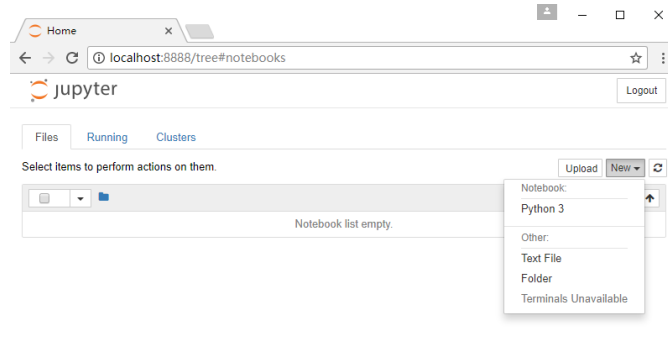 Home
localhost:8888/tree#notebooks
jupyter
Logout
Files Running Clusters
Select items to perform actions on them.
Upload New
Notebook:
Python 3
Notebook list empty.
Other:
Text File
Folder
Terminals Unavailable